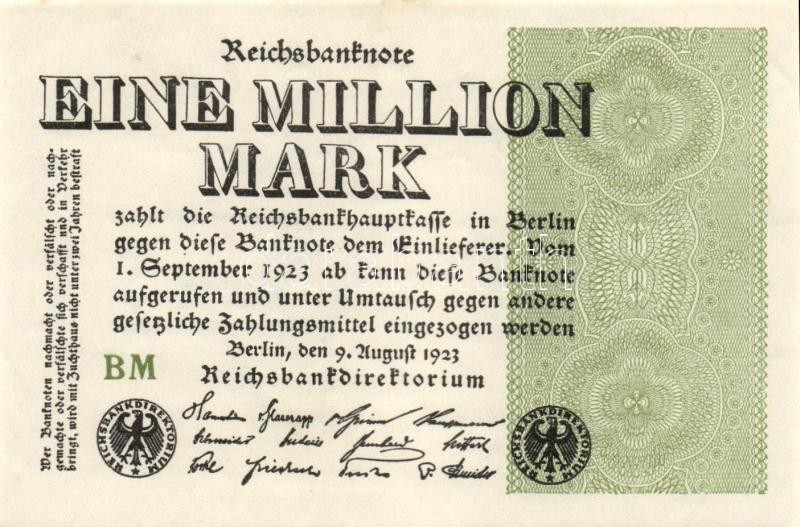 Reichsbanknote
EINE MILLION
MARK
zahlt die Reichsbankhauptkasse in Berlin
gegen diese Banknote dem Einlieferer. Vom
1. September 1923 ab kann diese Banknote
aufgerufen und unter Umtausch gegen andere
gesetzliche Zahlungsmittel eingezogen werden
Berlin, den 9. August 1923
Reichsbankdirektorium
BM
Wer Banknoten nachmacht oder verfälscht oder nach-
gemachte oder verfälschte sich verschafft und in Verkehr
bringt, wird mit Zuchthaus nicht unter zwei Jahren bestraft
REICHSBANKDIREKTORIUM
REICHSBANKDIREKTORIUM